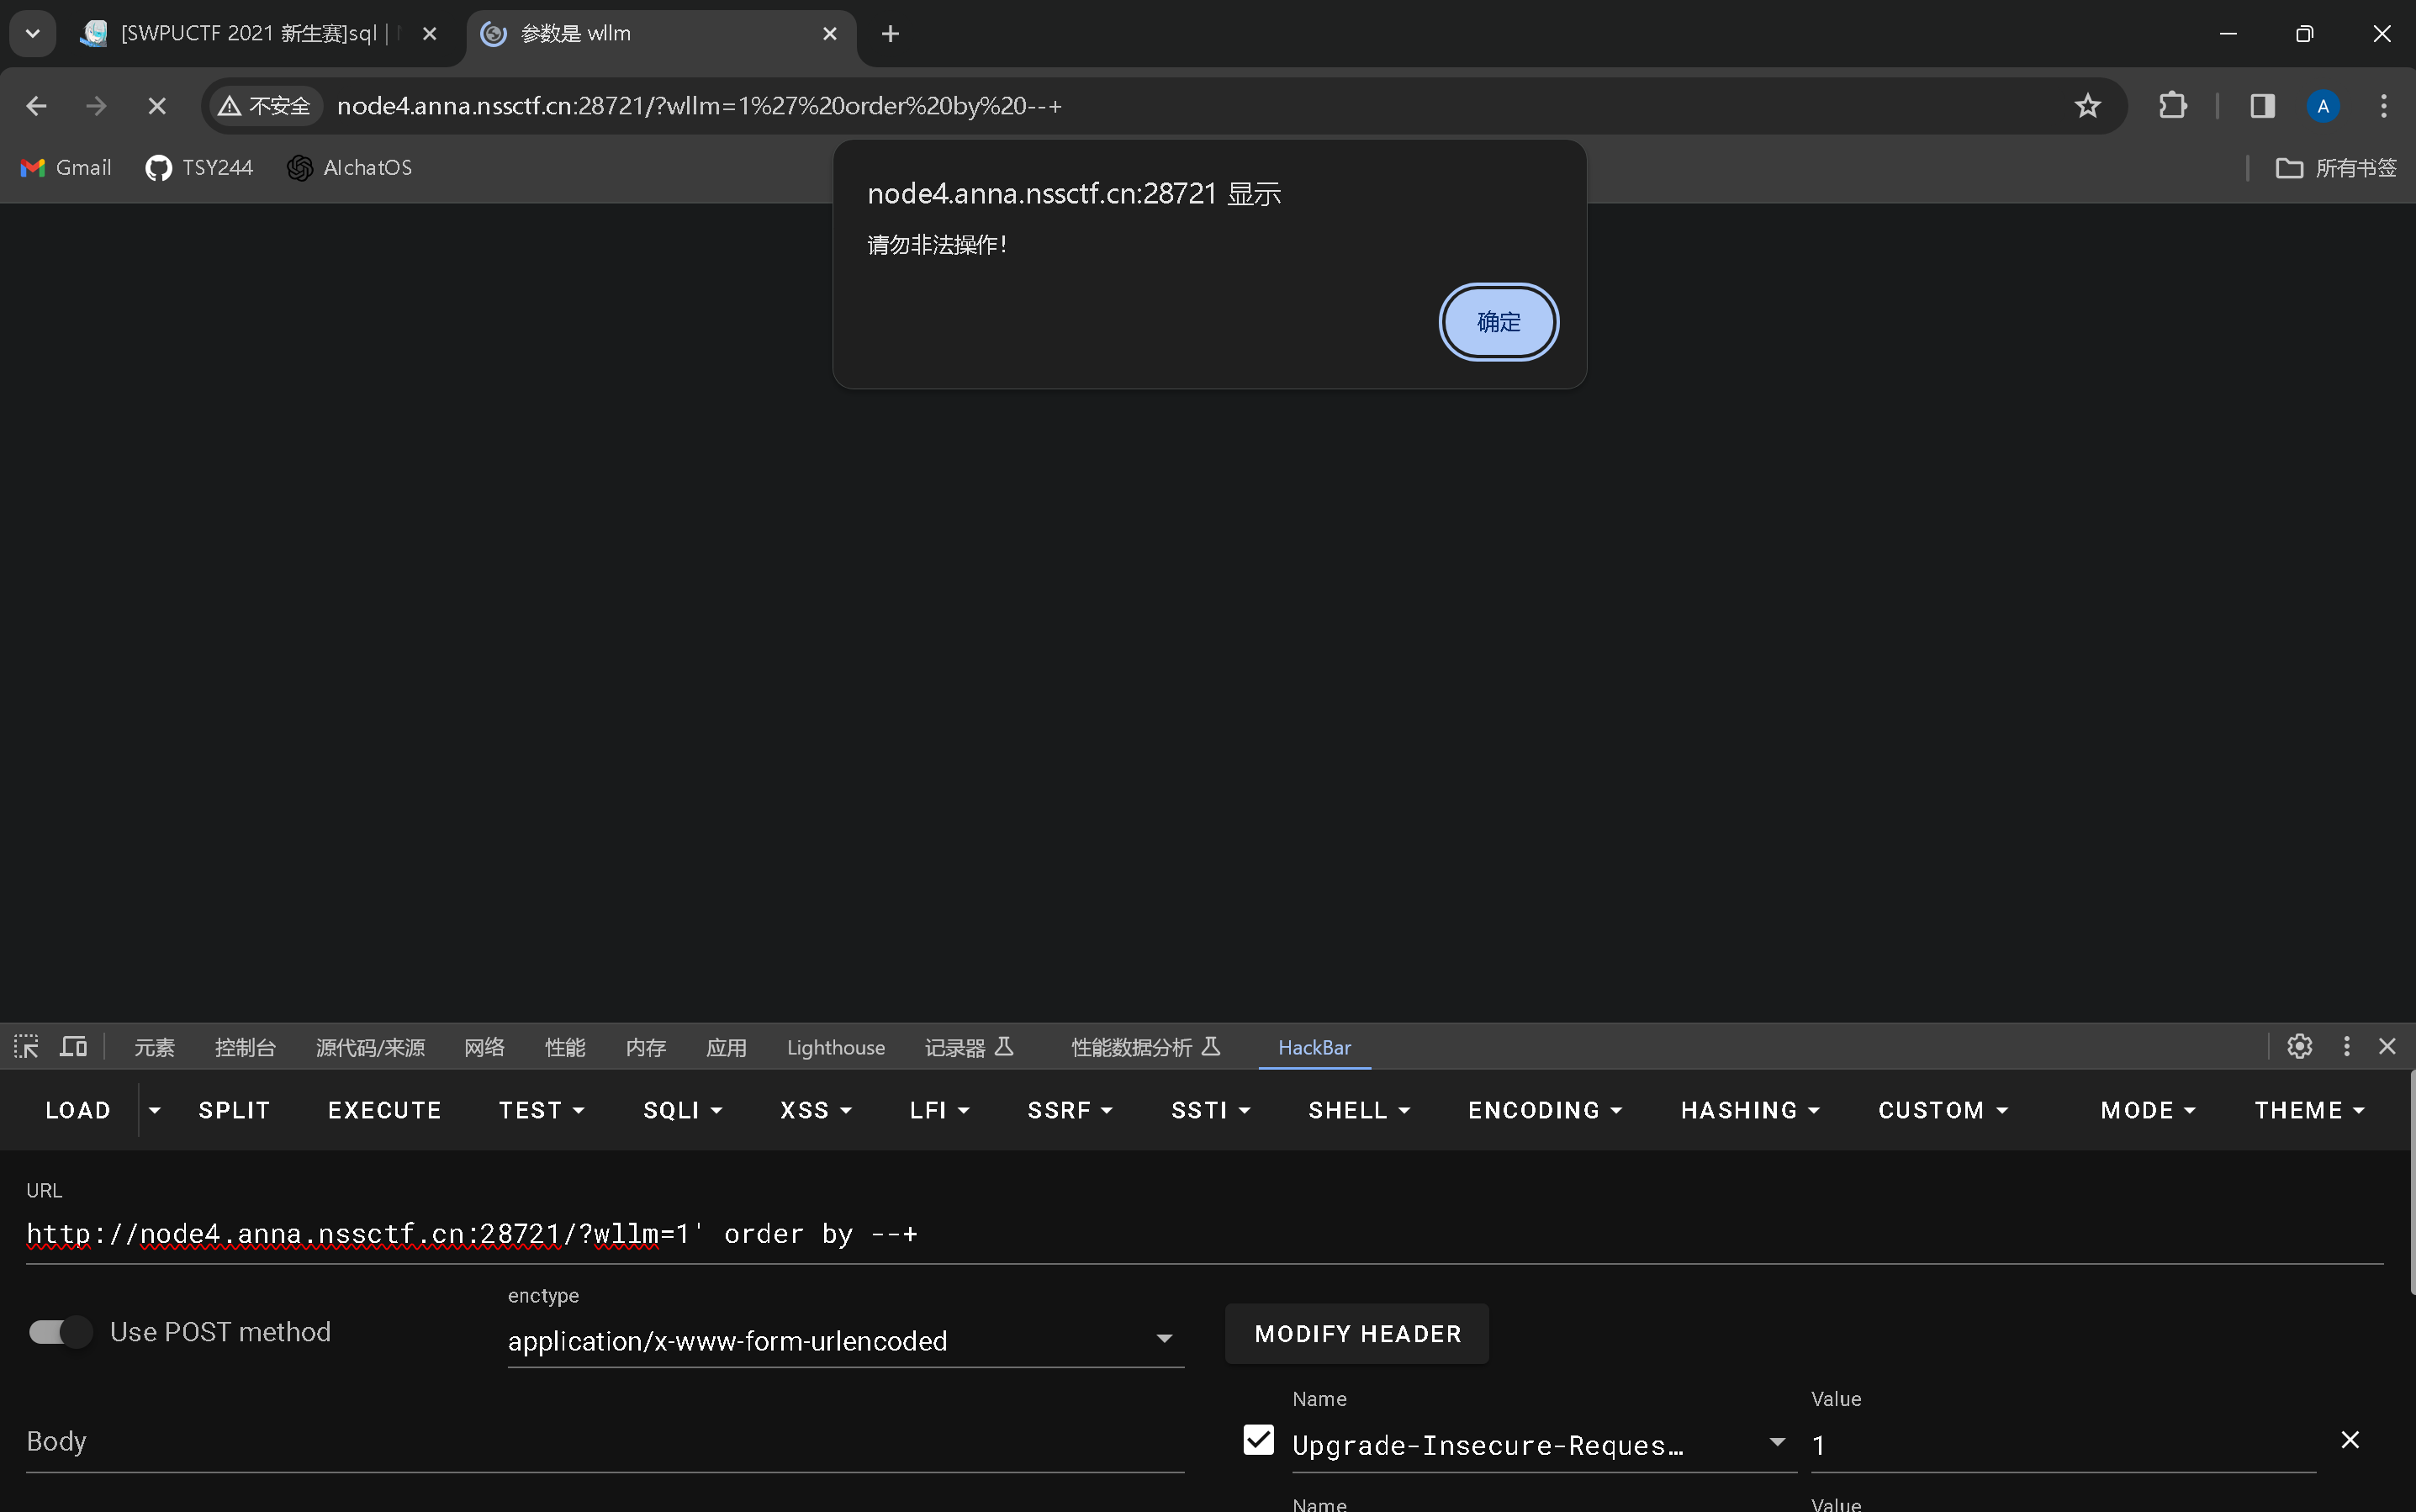 [SWPUCTF 2021 新生赛]sql |
参数是 wllm
不安全
node4.anna.nssctf.cn:28721/?wllm=1%27%20order%20by%20--+
A
Gmail
TSY244
AIchatOS
所有书签
node4.anna.nssctf.cn:28721 显示
请勿非法操作!
确定
元素
控制台
源代码/来源
网络
性能
内存
应用
Lighthouse
记录器
性能数据分析
HackBar
LOAD
SPLIT
EXECUTE
TEST
SQLI
XSS
LFI
SSRF
SSTI
SHELL
ENCODING
HASHING
CUSTOM
MODE
THEME
URL
http://node4.anna.nssctf.cn:28721/?wllm=1' order by --+
Use POST method
enctype
application/x-www-form-urlencoded
MODIFY HEADER
Body
Name
Upgrade-Insecure-Reques…
Value
1
Name
Value